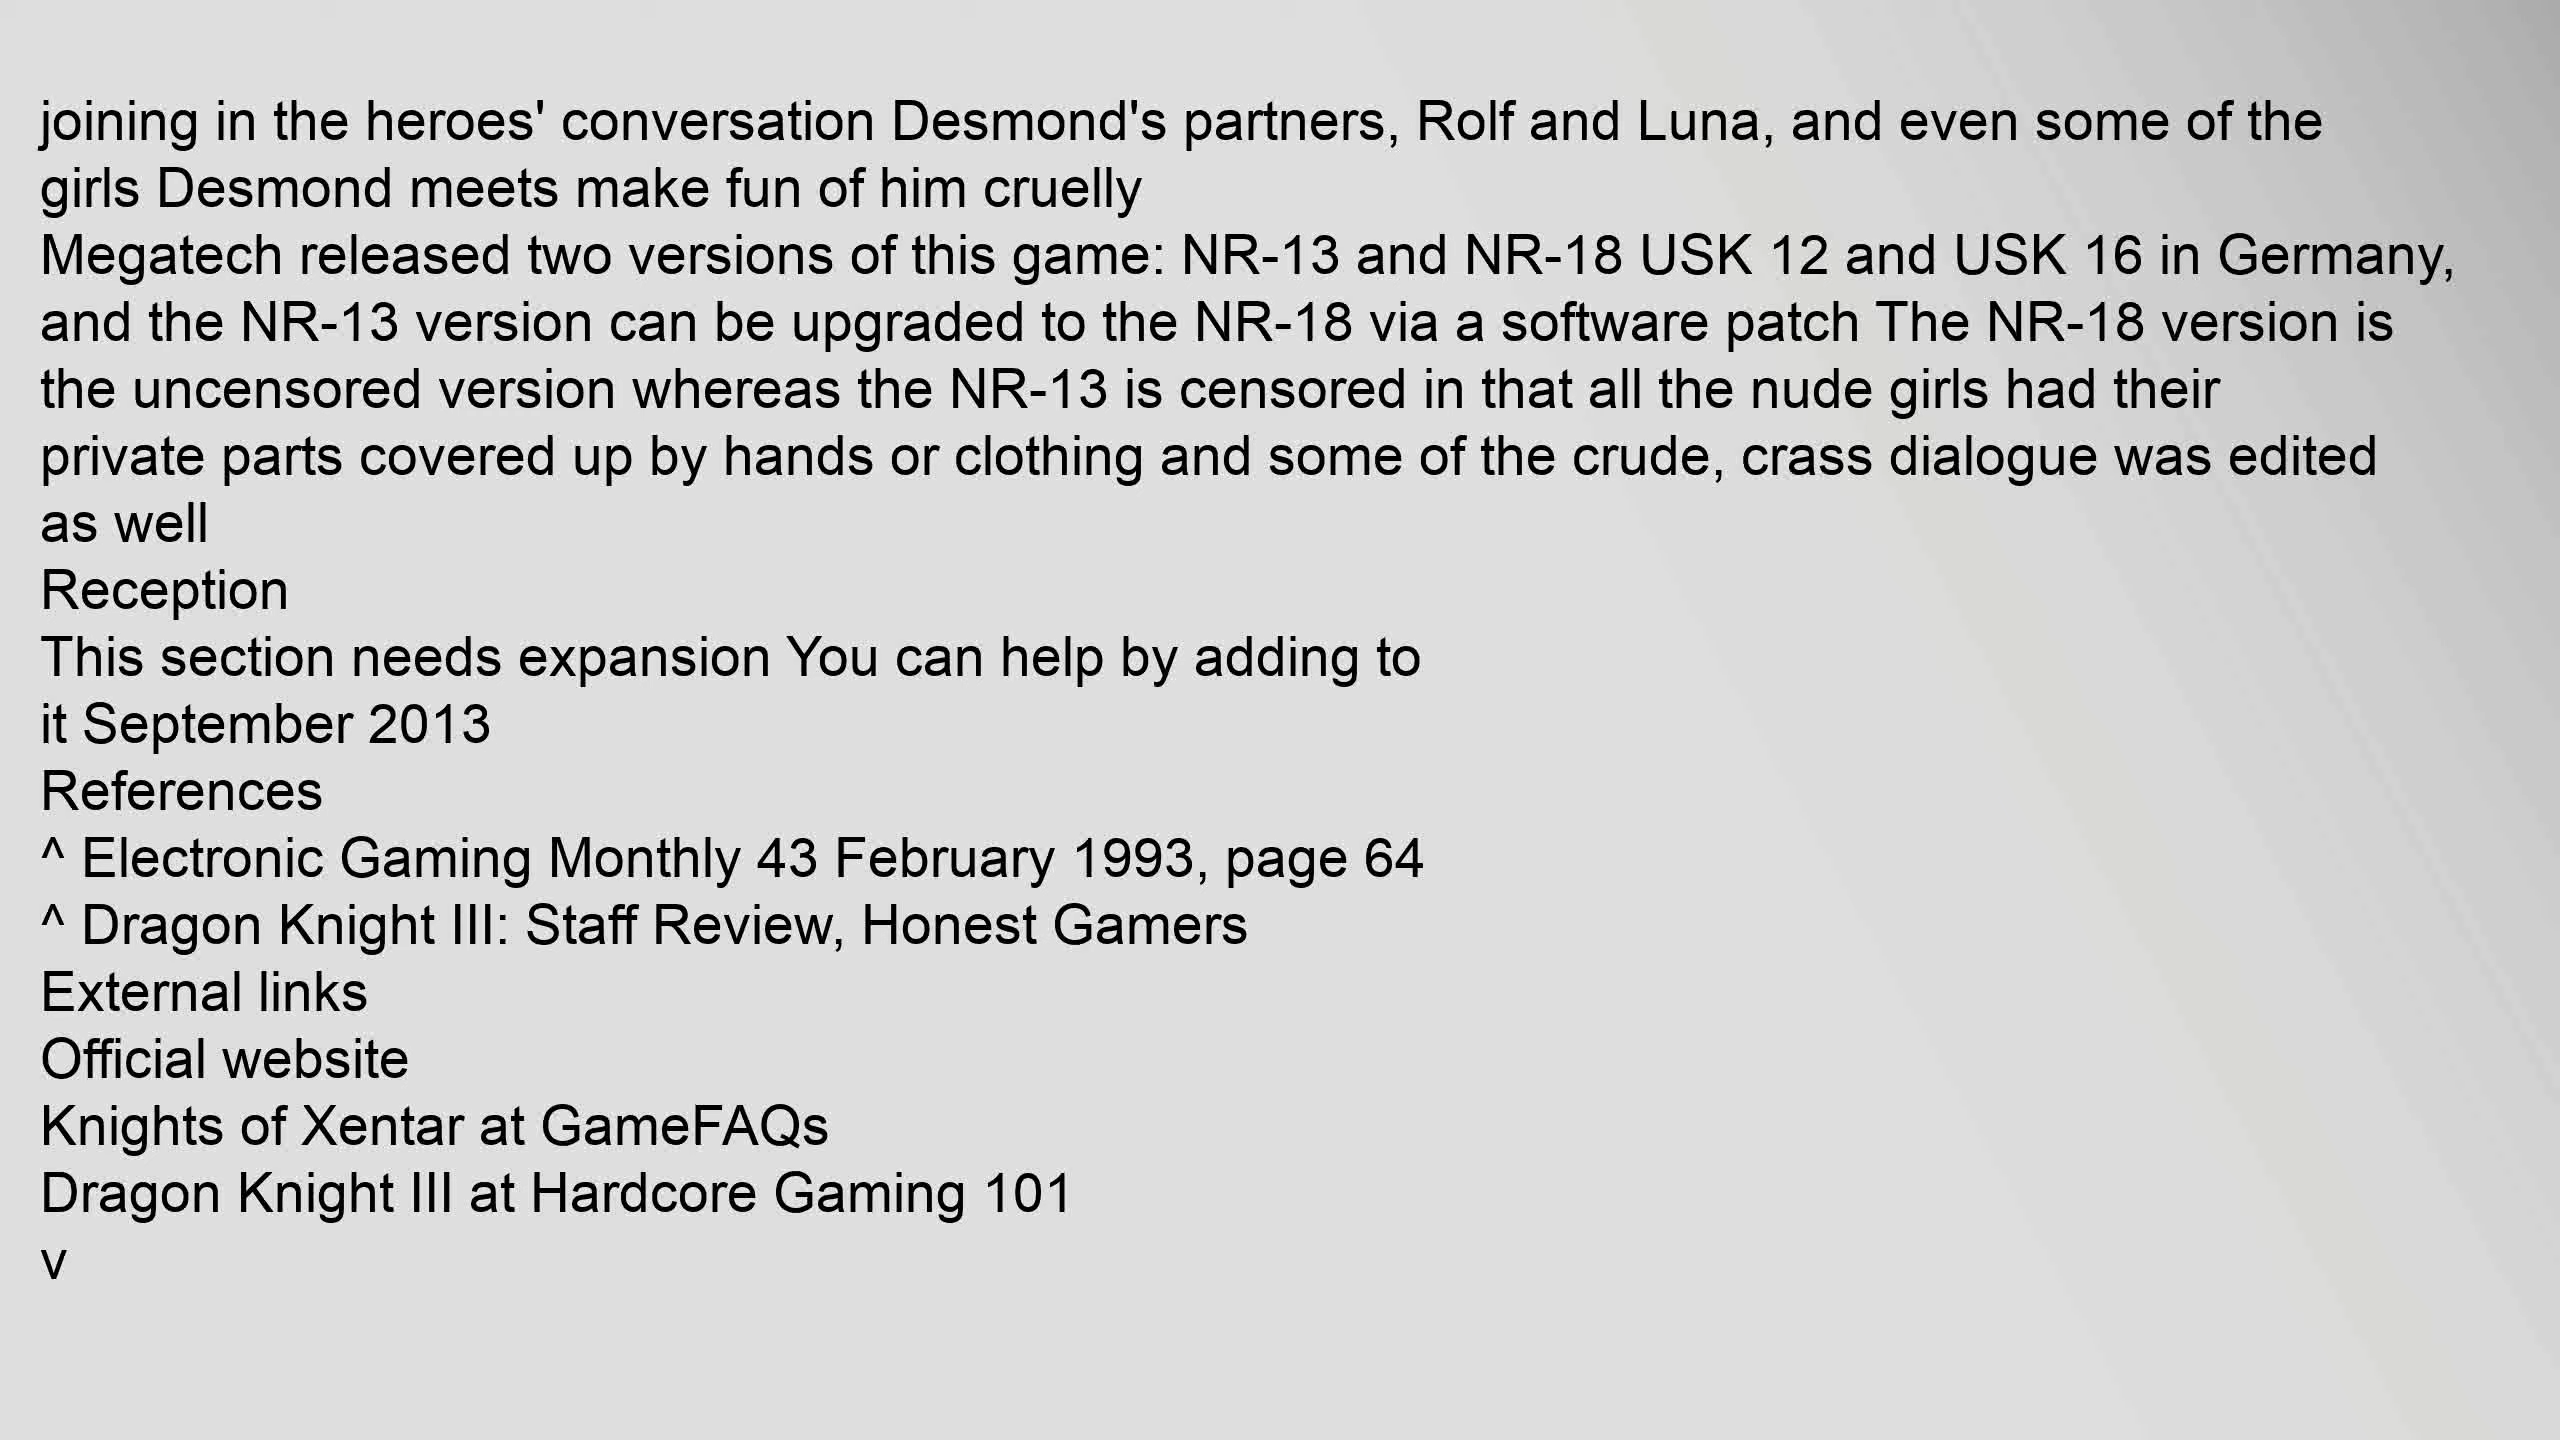 joining in the heroes' conversation Desmond's partners, Rolf and Luna, and even some of the
girls Desmond meets make fun of him cruelly
Megatech released two versions of this game: NR-13 and NR-18 USK 12 and USK 16 in Germany,
and the NR-13 version can be upgraded to the NR-18 via a software patch The NR-18 version is
the uncensored version whereas the NR-13 is censored in that all the nude girls had their
private parts covered up by hands or clothing and some of the crude, crass dialogue was edited
as well
Reception
This section needs expansion You can help by adding to
it September 2013
References
^ Electronic Gaming Monthly 43 February 1993, page 64
^ Dragon Knight III: Staff Review, Honest Gamers
External links
Official website
Knights of Xentar at GameFAQs
Dragon Knight III at Hardcore Gaming 101
v